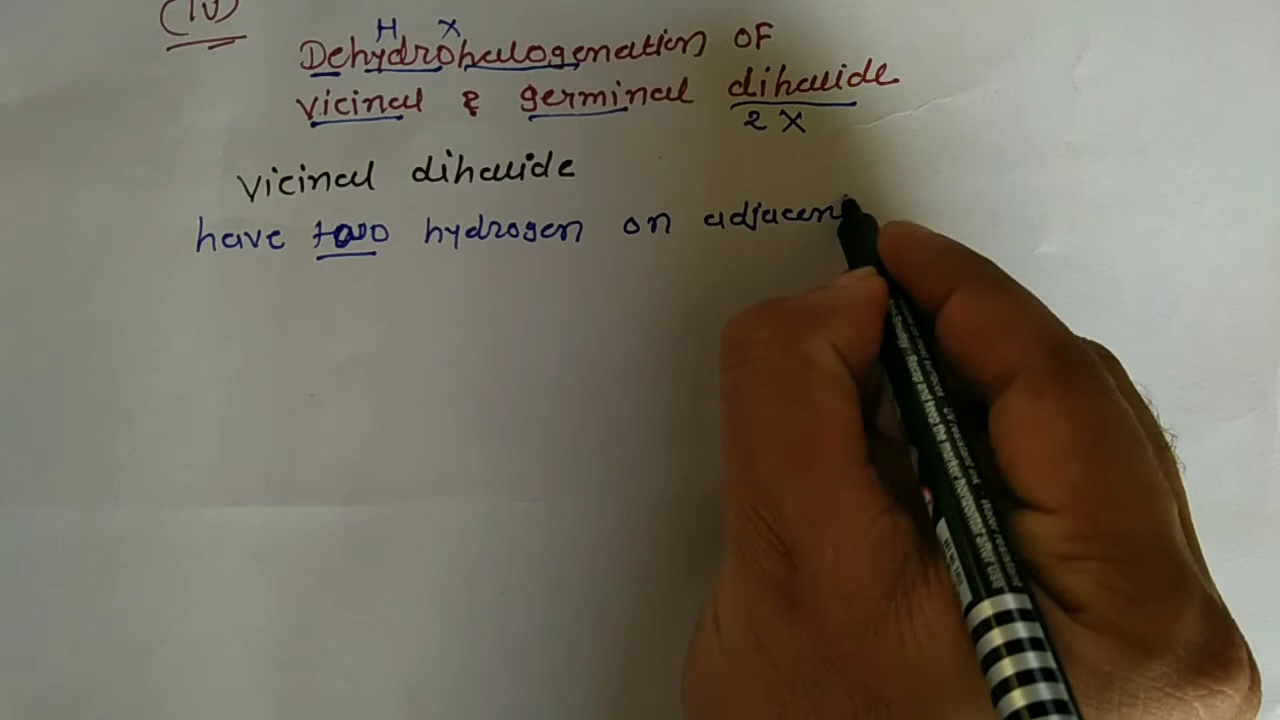 (iv)
H X
Dehydrohalogenation OF
vicinal & germinal dihalide
2 X
vicinal dihalide
have two hydrogen on adjacen